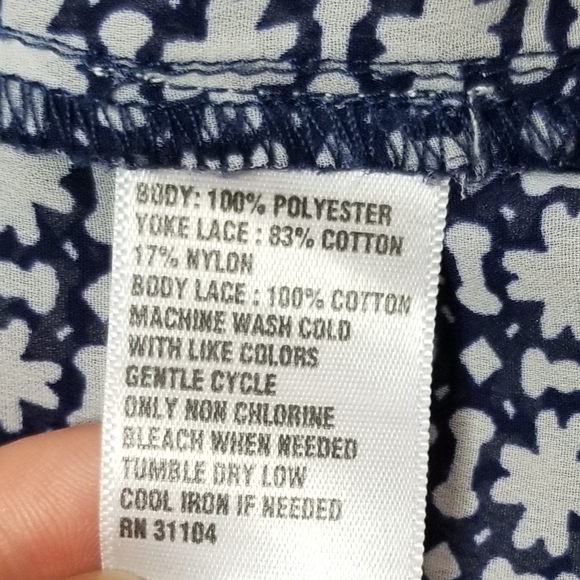 BODY: 100% POLYESTER
YOKE LACE : 83% COTTON
17% NYLON
BODY LACE : 100% COTTON
MACHINE WASH COLD
WITH LIKE COLORS
GENTLE CYCLE
ONLY NON CHLORINE
BLEACH WHEN NEEDED
TUMBLE DRY LOW
COOL IRON IF NEEDED
RN 31104